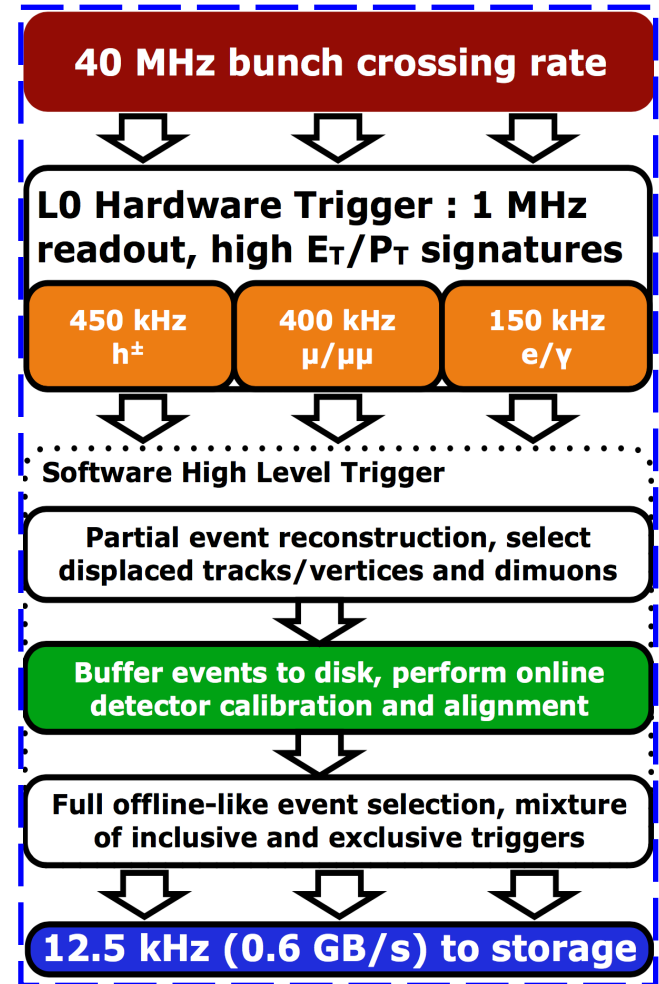 40 MHz bunch crossing rate
L0 Hardware Trigger : 1 MHz
readout, high E_T/P_T signatures
450 kHz
h±
400 kHz
μ/μμ
150 kHz
e/γ
Software High Level Trigger
Partial event reconstruction, select
displaced tracks/vertices and dimuons
Buffer events to disk, perform online
detector calibration and alignment
Full offline-like event selection, mixture
of inclusive and exclusive triggers
12.5 kHz (0.6 GB/s) to storage